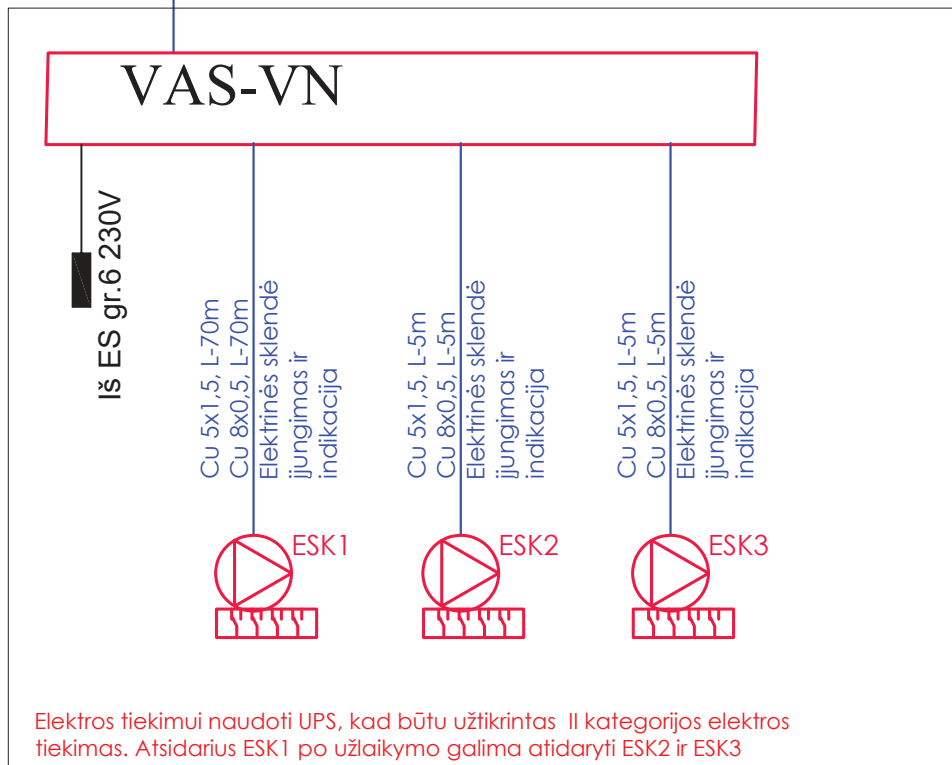 VAS-VN
Iš ES gr.6 230V
Cu 5x1,5, L-70m
Cu 8x0,5, L-70m
Elektrinės sklendė
įjungimas ir
indikacija
Cu 5x1,5, L-5m
Cu 8x0,5, L-5m
Elektrinės sklendė
įjungimas ir
indikacija
Cu 5x1,5, L-5m
Cu 8x0,5, L-5m
Elektrinės sklendė
įjungimas ir
indikacija
ESK1
ESK2
ESK3
Elektros tiekimui naudoti UPS, kad būtu užtikrintas II kategorijos elektros
tiekimas. Atsidarius ESK1 po užlaikymo galima atidaryti ESK2 ir ESK3